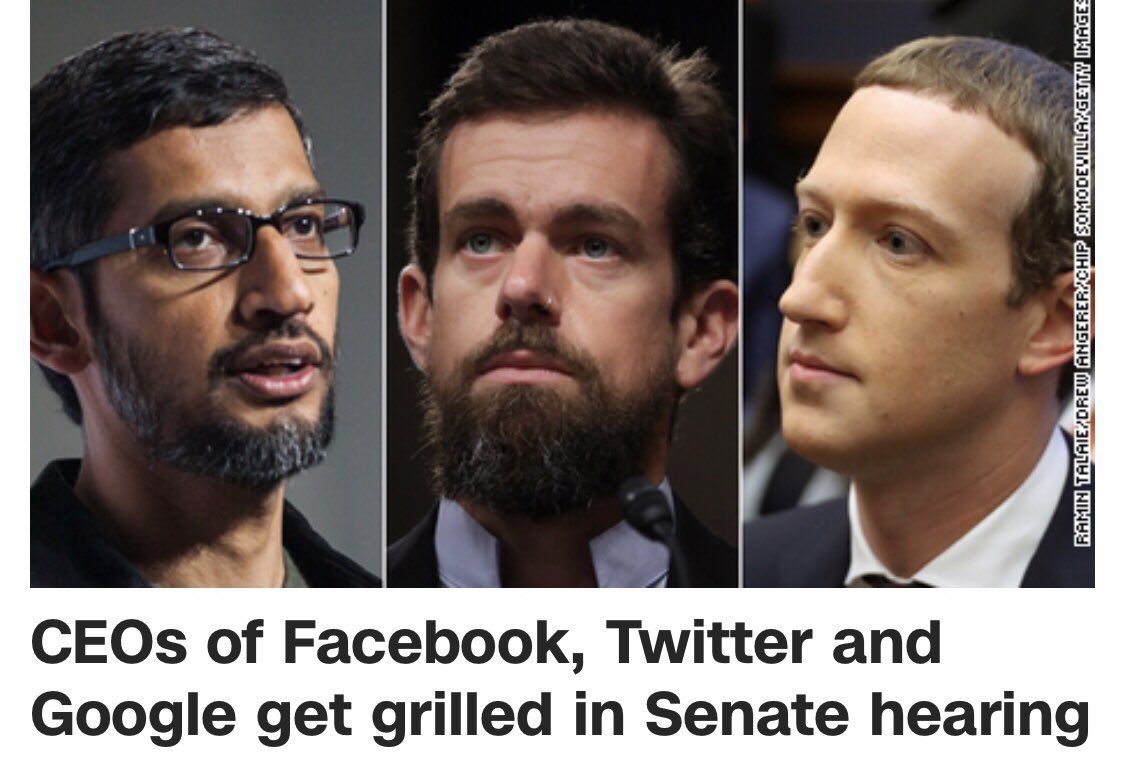 RAMIN TALAIE/DREW ANGERER/CHIP SOMODEVILLA/GETTY IMAGES
CEOs of Facebook, Twitter and
Google get grilled in Senate hearing